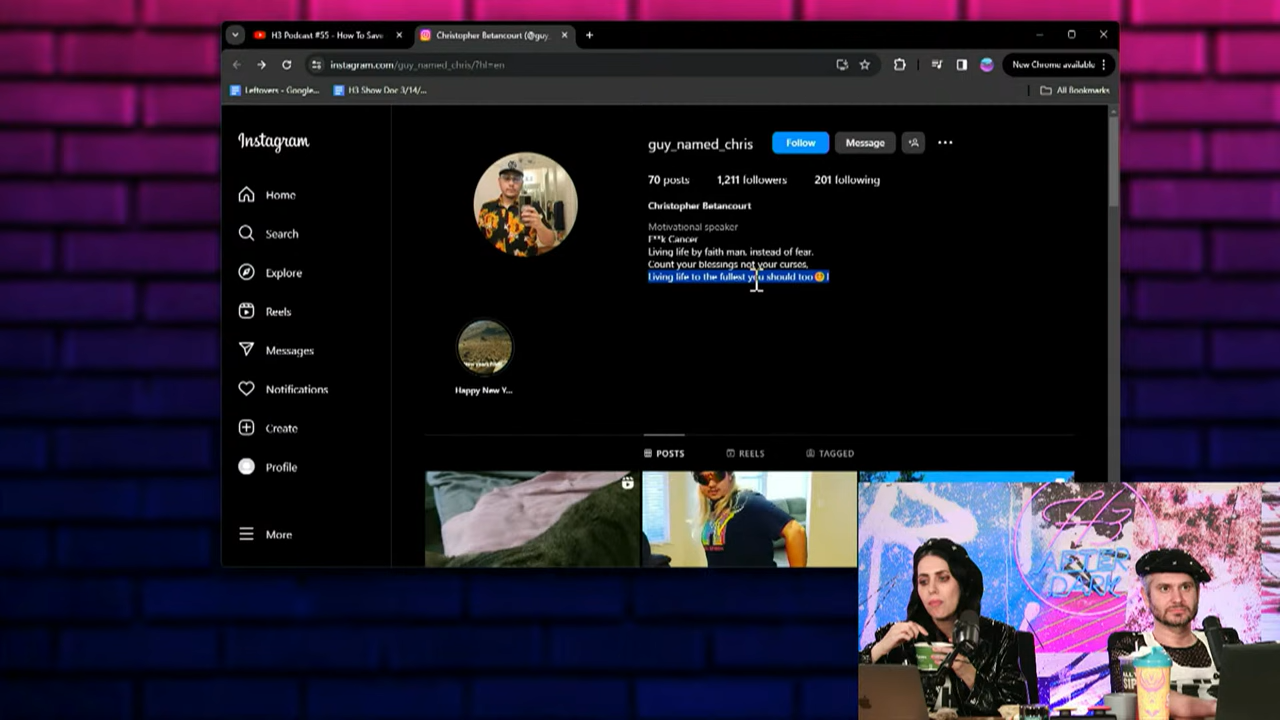 H3 Podcast #55 - How To Save
Christopher Betancourt (@guy_
instagram.com/guy_named_chris/?hl=en
New Chrome available
Leftovers - Google...
H3 Show Doc 3/14/...
All Bookmarks
Instagram
Home
Search
Explore
Reels
Messages
Notifications
Create
Profile
More
guy_named_chris
Follow
Message
70 posts
1,211 followers
201 following
Christopher Betancourt
Motivational speaker
F**k Cancer
Living life by faith man, instead of fear.
Count your blessings not your curses,
Living life to the fullest you should too
Happy New Y...
POSTS
REELS
TAGGED
H3
AFTER
DARK